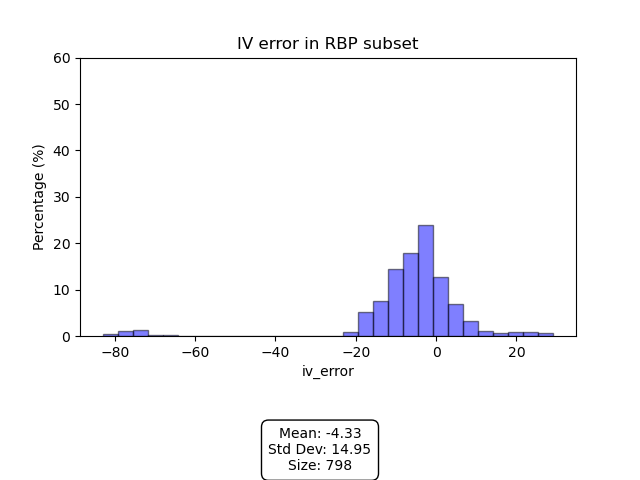 IV error in RBP subset
60
50
40
30
20
10
0
Percentage (%)
−80
−60
−40
−20
0
20
iv_error
Mean: -4.33
Std Dev: 14.95
Size: 798